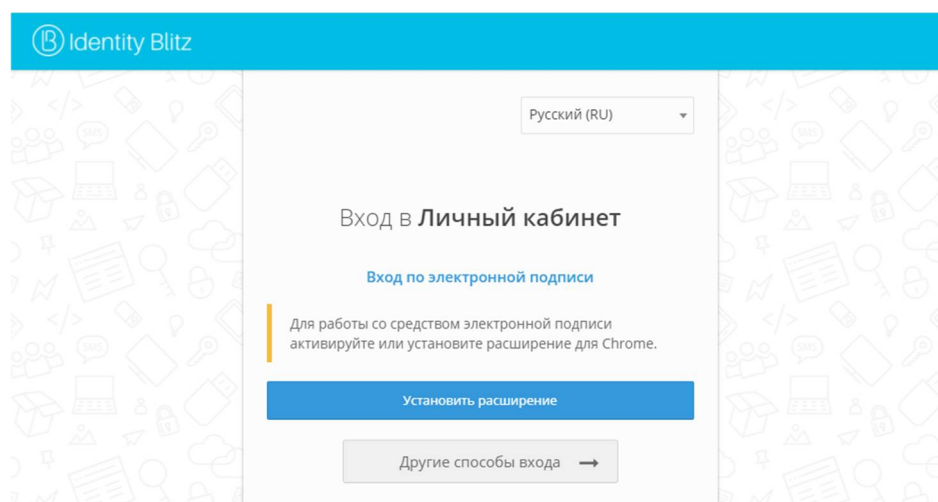 Identity Blitz
Русский (RU)
Вход в Личный кабинет
Вход по электронной подписи
Для работы со средством электронной подписи
активируйте или установите расширение для Chrome.
Установить расширение
Другие способы входа →